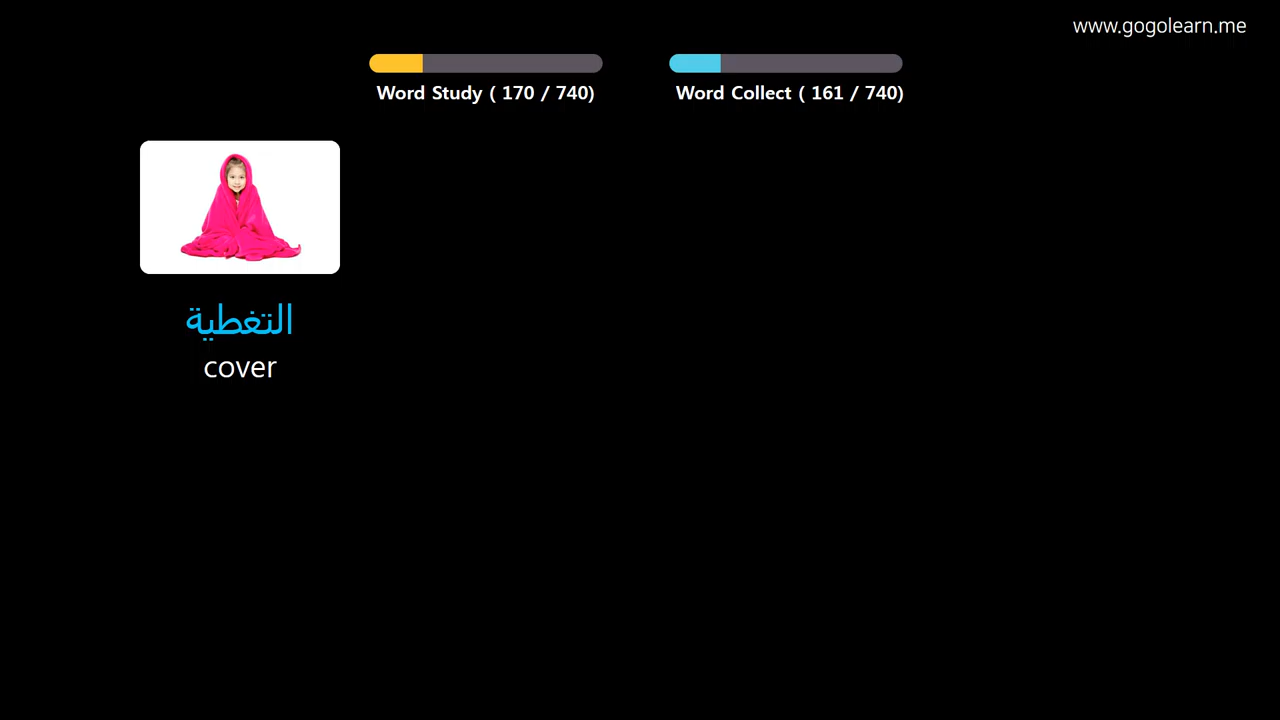 www.gogolearn.me
Word Study ( 170 / 740)
Word Collect ( 161 / 740)
التغطية
cover